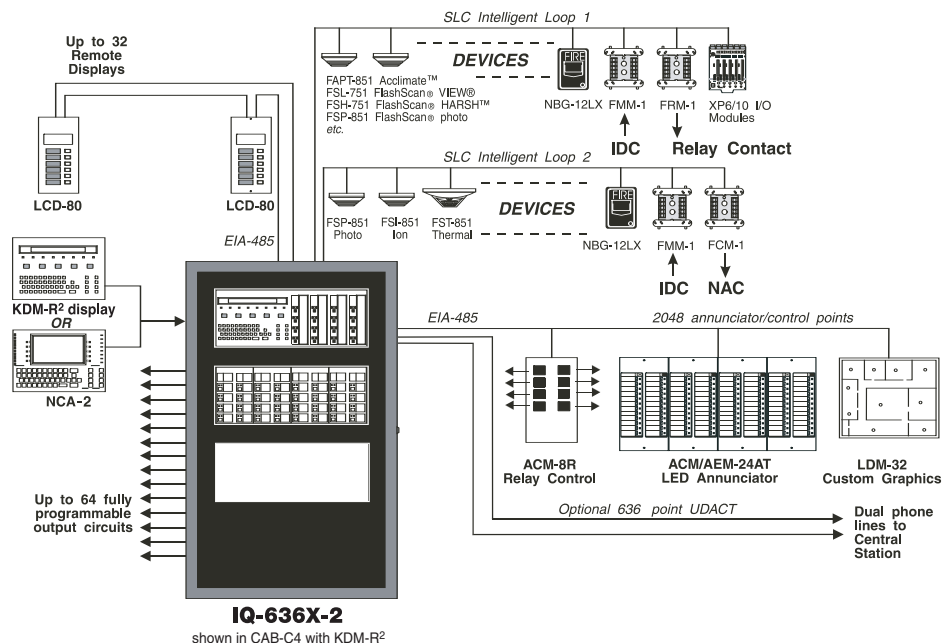 SLC Intelligent Loop 1
Up to 32
Remote
Displays
DEVICES
FIRE
FAPT-851 Acclimate™
FSL-751 FlashScan® VIEW®
FSH-751 FlashScan® HARSH™
FSP-851 FlashScan® photo
etc.
NBG-12LX
FMM-1
FRM-1
XP6/10 I/O
Modules
IDC
Relay Contact
SLC Intelligent Loop 2
LCD-80
LCD-80
DEVICES
FIRE
FSP-851
Photo
FSI-851
Ion
FST-851
Thermal
EIA-485
NBG-12LX
FMM-1
FCM-1
IDC
NAC
KDM-R2 display
OR
NCA-2
EIA-485
2048 annunciator/control points
ACM-8R
Relay Control
ACM/AEM-24AT
LED Annunciator
LDM-32
Custom Graphics
Up to 64 fully
programmable
output circuits
Optional 636 point UDACT
Dual phone
lines to
Central
Station
IQ-636X-2
shown in CAB-C4 with KDM-R2